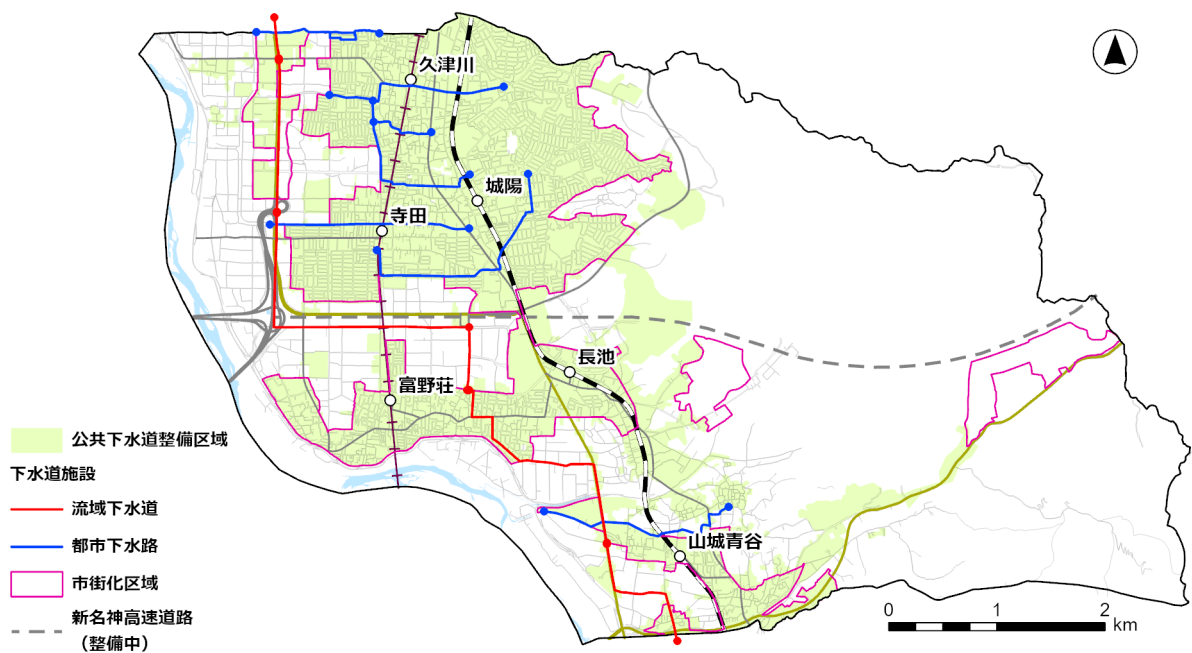 久津川
城陽
寺田
長池
富野荘
山城青谷
公共下水道整備区域
下水道施設
流域下水道
都市下水路
市街化区域
新名神高速道路
（整備中）
0 1 2
km